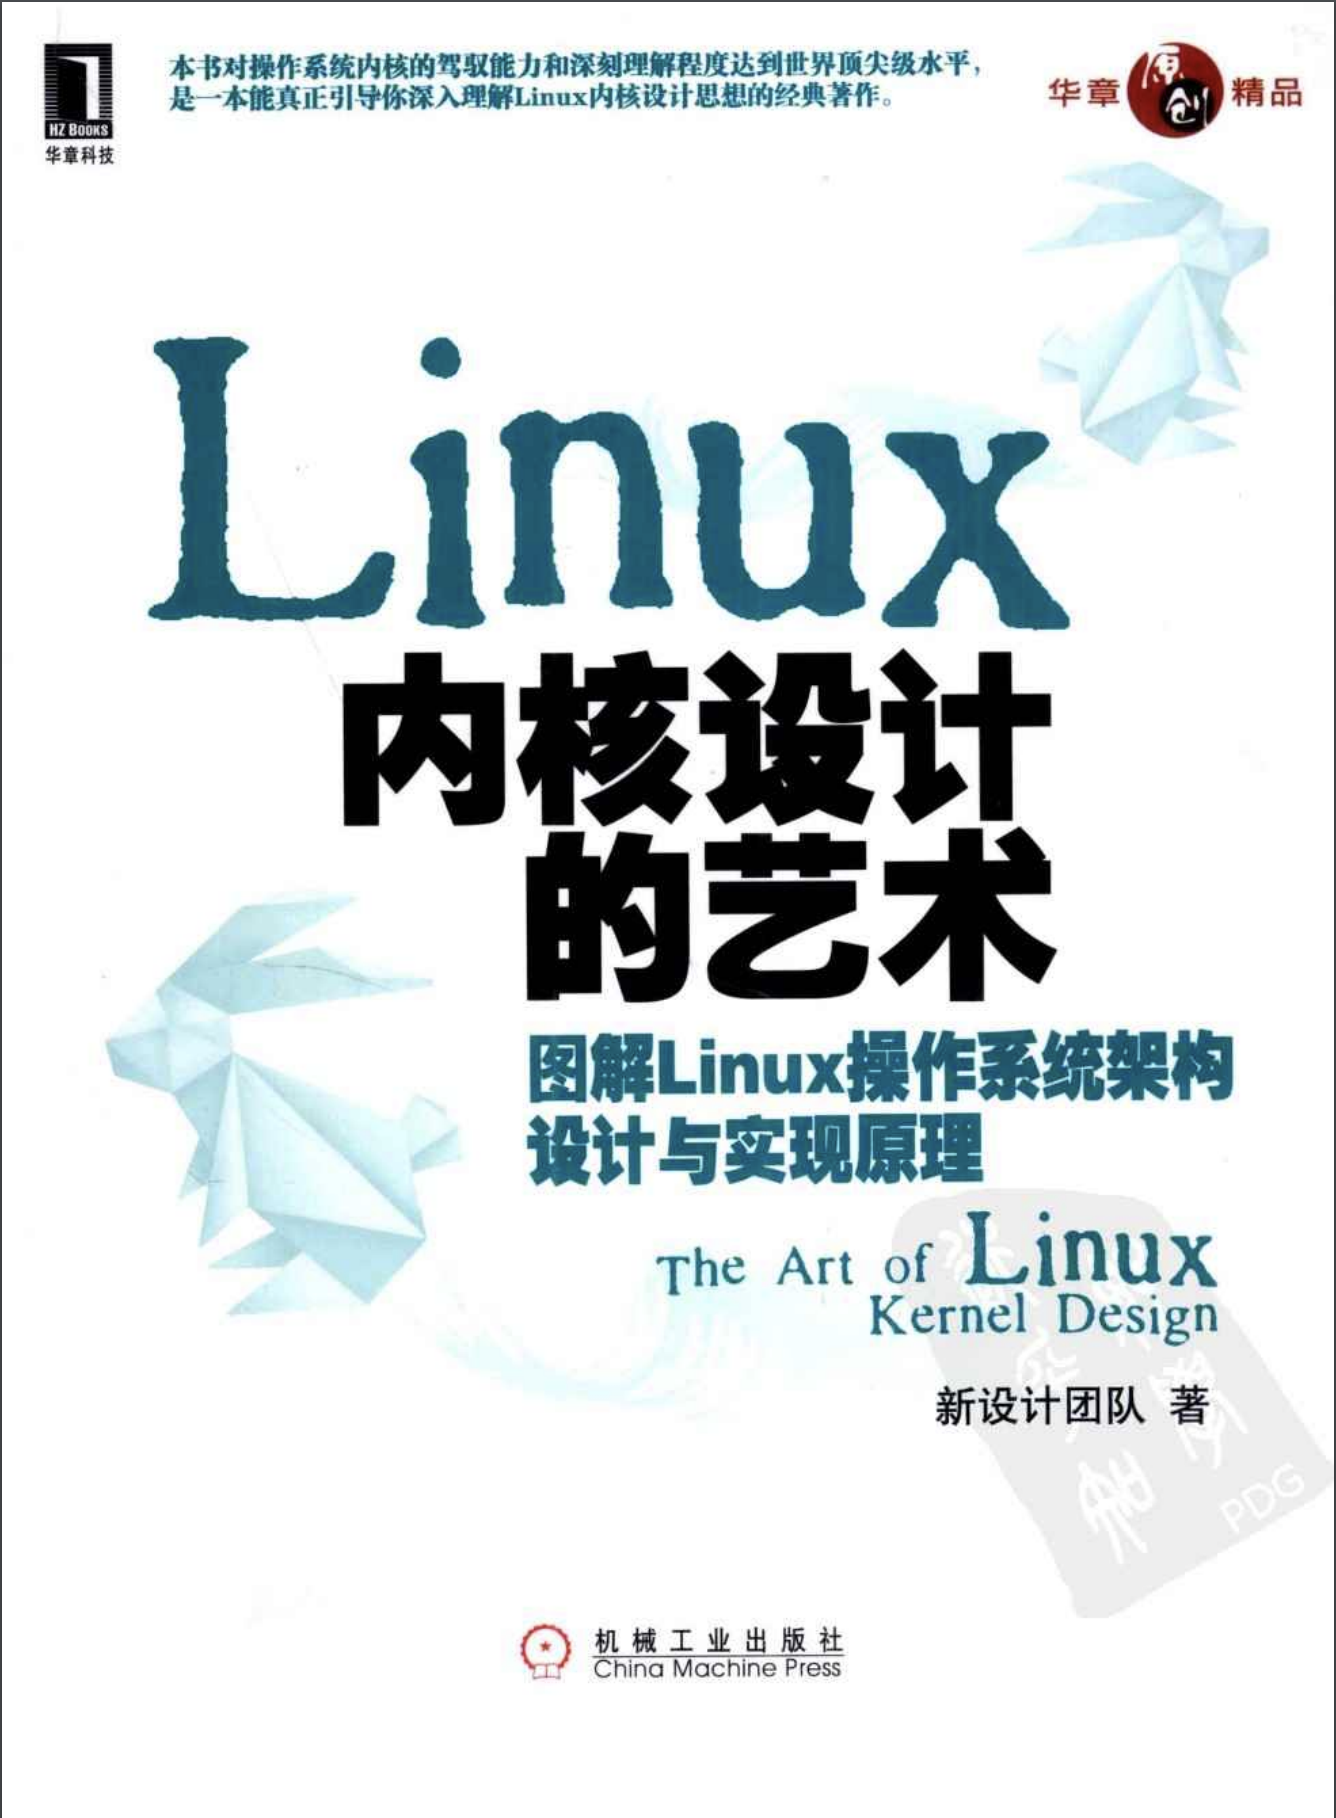 本书对操作系统内核的驾驭能力和深刻理解程度达到世界顶尖级水平，
是一本能真正引导你深入理解Linux内核设计思想的经典著作。
HZ BOOKS
华章科技
华章 原创 精品
Linux
内核设计
的艺术
图解Linux操作系统架构
设计与实现原理
The Art of Linux
Kernel Design
新设计团队 著
PDG
机械工业出版社
China Machine Press